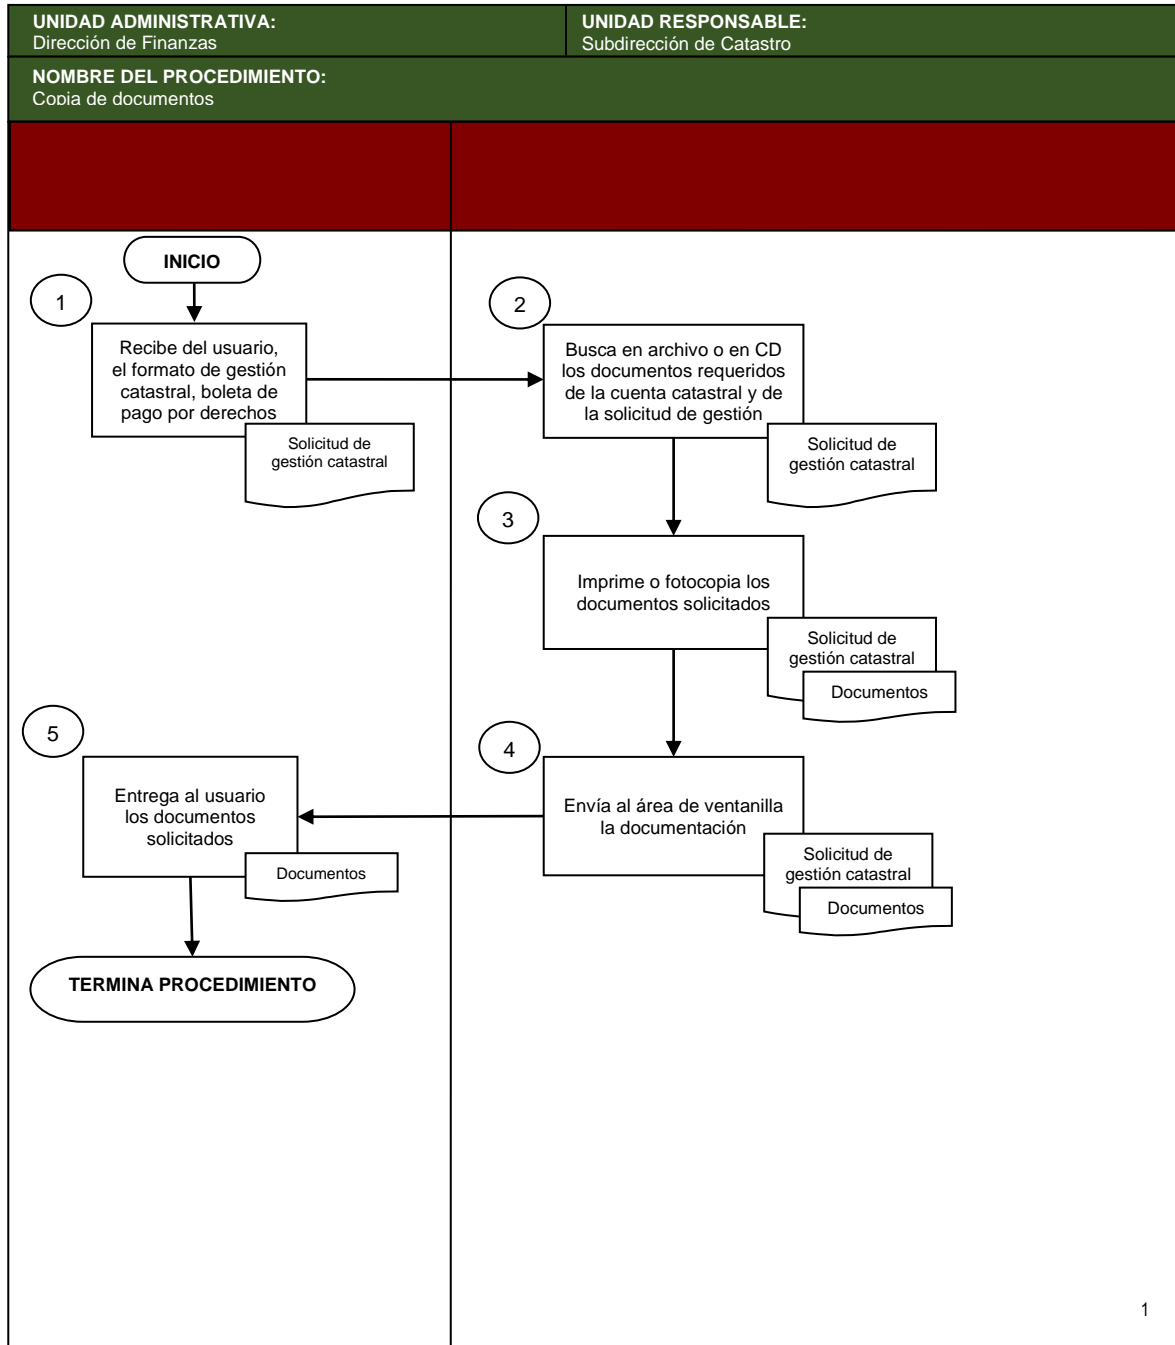 UNIDAD ADMINISTRATIVA:
Dirección de Finanzas
UNIDAD RESPONSABLE:
Subdirección de Catastro
NOMBRE DEL PROCEDIMIENTO:
Copia de documentos
INICIO
1
Recibe del usuario,
el formato de gestión
catastral, boleta de
pago por derechos
Solicitud de
gestión catastral
2
Busca en archivo o en CD
los documentos requeridos
de la cuenta catastral y de
la solicitud de gestión
Solicitud de
gestión catastral
3
Imprime o fotocopia los
documentos solicitados
Solicitud de
gestión catastral
Documentos
4
Envía al área de ventanilla
la documentación
Solicitud de
gestión catastral
Documentos
5
Entrega al usuario
los documentos
solicitados
Documentos
TERMINA PROCEDIMIENTO
1